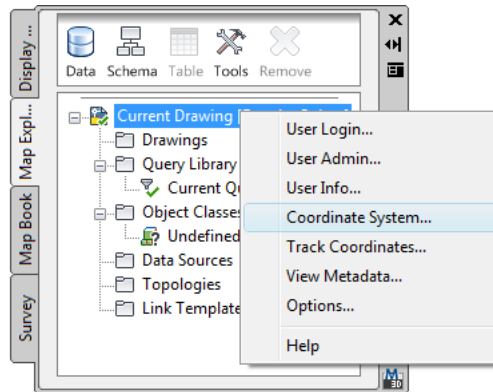 Display ...
Map Expl...
Map Book
Survey
Data Schema Table Tools Remove
Current Drawing
Drawings
Query Library
Current
Object Classes
Undefined
Data Sources
Topologies
Link Template
User Login...
User Admin...
User Info...
Coordinate System...
Track Coordinates...
View Metadata...
Options...
Help
M
3D